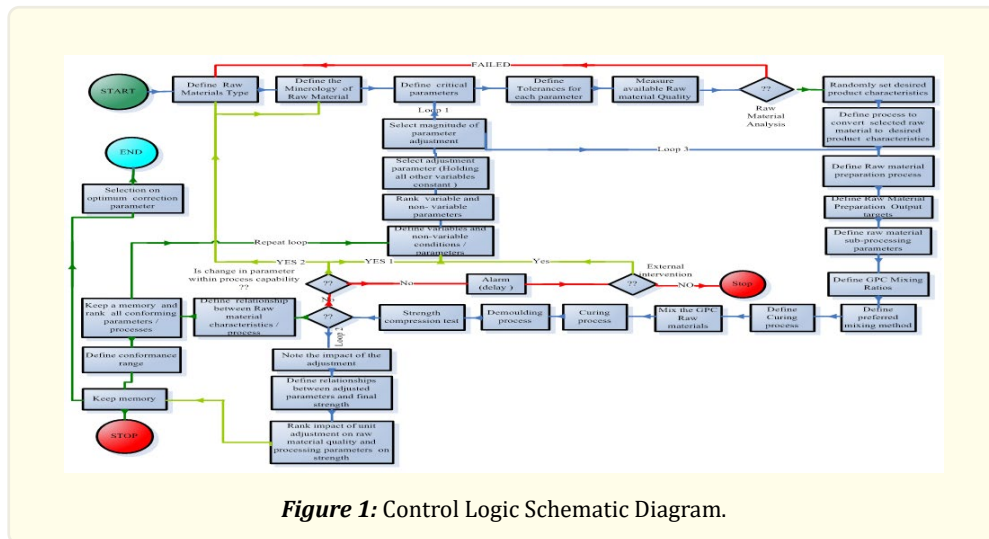 FAILED
START
Define Raw
Materials Type
Define the
Minerology of
Raw Material
Define critical
parameters
Define
Tolerances for
each parameter
Measure
available Raw
material Quality
??
Raw
Material
Analysis
Randomly set desired
product characteristics
Loop 1
Select magnitude of
parameter
adjustment
Define process to
convert selected raw
material to desired
product characteristics
Loop 3
END
Select adjustment
parameter (Holding
all other variables
constant )
Define Raw material
preparation process
Selection on
optimum correction
parameter
Rank variable and
non- variable
parameters
Define Raw Material
Preparation Output
targets
Define variables and
non-variable
conditions /
parameters
Define raw material
sub-processing
parameters
Repeat loop
YES 2
YES 1
Yes
Is change in parameter
within process capability
??
??
No
Alarm
(delay )
External
intervention
??
NO
Stop
Define GPC Mixing
Ratios
Keep a memory and
rank all conforming
parameters /
processes
Define relationship
between Raw
material
characteristics /
process
No
??
Loop 2
Strength
compression test
Demoulding
process
Curing
process
Mix the GPC
Raw
materials
Define
Curing
process
Define
preferred
mixing method
Define conformance
range
Note the impact of the
adjustment
Define relationships
between adjusted
parameters and final
strength
Keep memory
Rank impact of unit
adjustment on raw
material quality and
processing parameters on
strength
STOP
Figure 1: Control Logic Schematic Diagram.